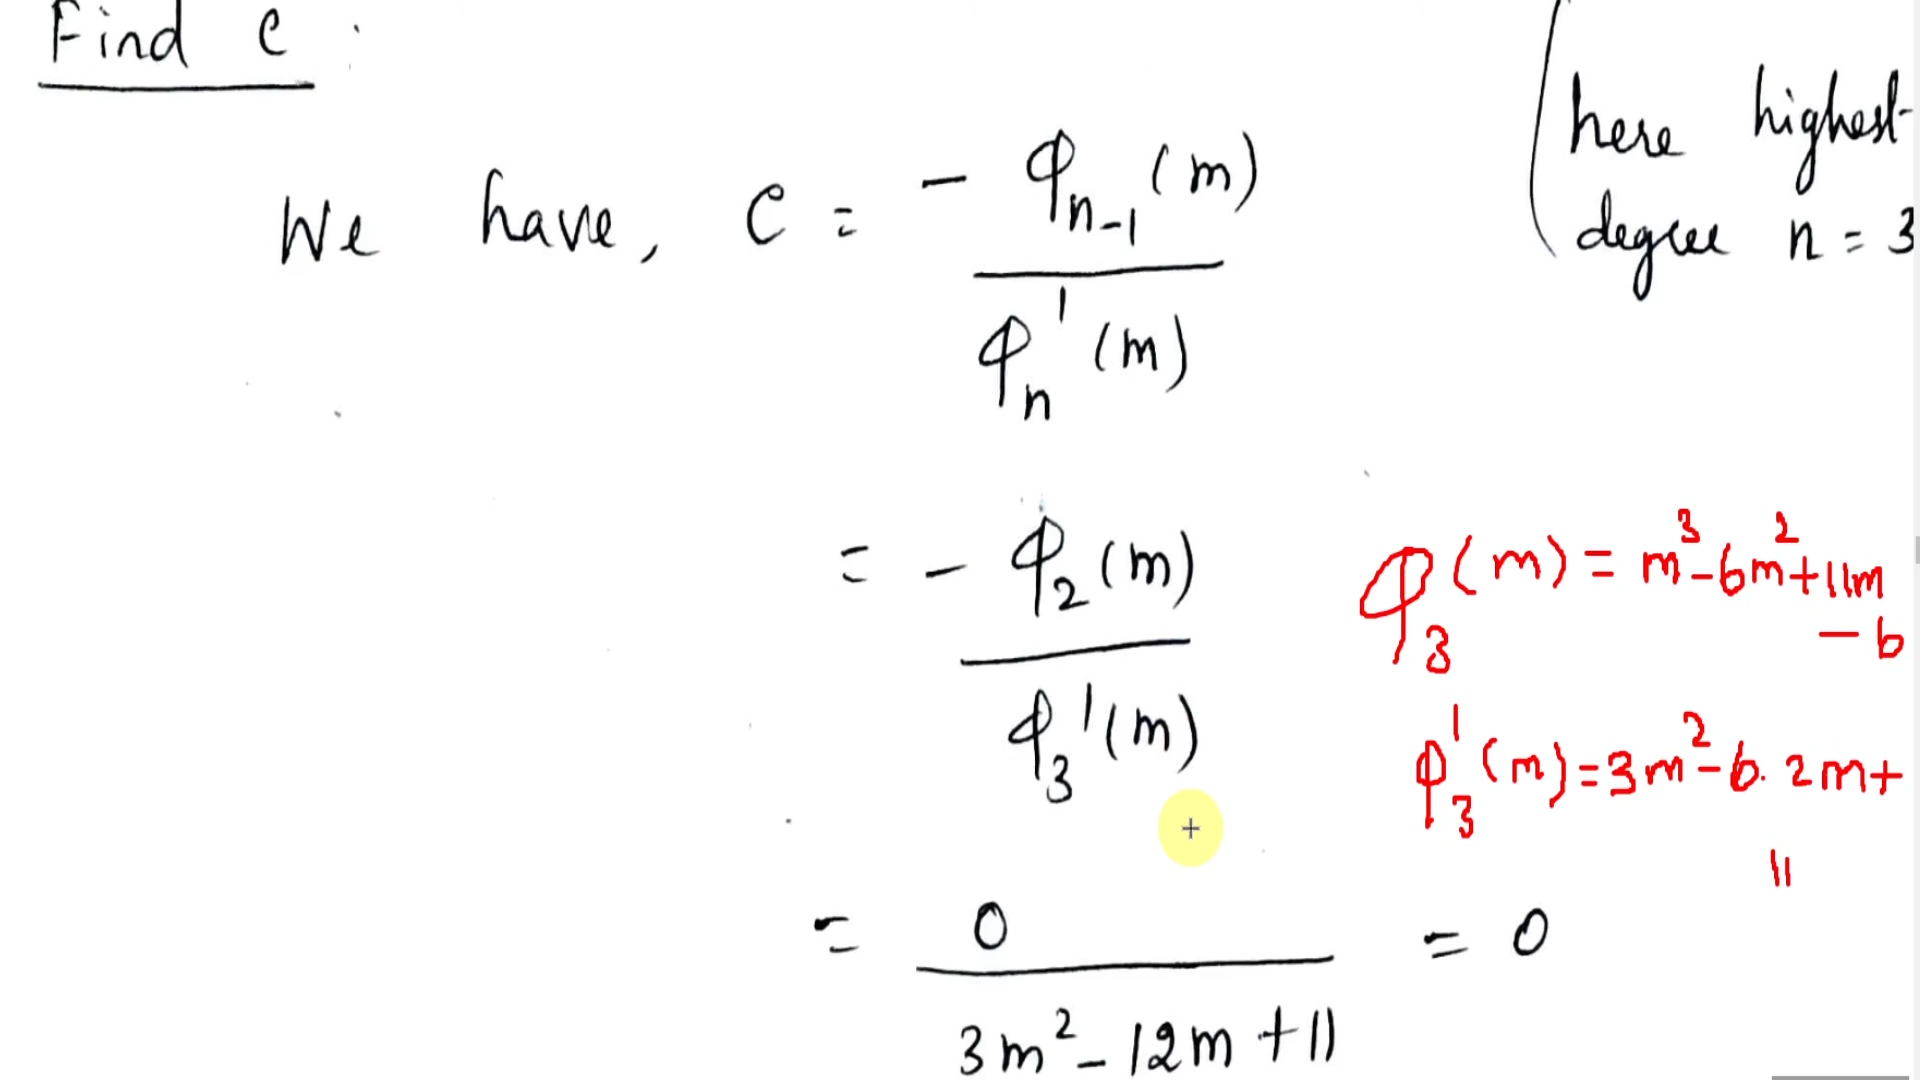 Find C :
We have, C = - φₙ₋₁(m) / φₙ'(m)
(here highest
degree n = 3
= - φ₂(m) / φ₃'(m)
φ₃(m) = m³-6m²+11m
- 6
φ₃'(m) = 3m²-6. 2m+
11
= 0 / 3m² - 12m + 11 = 0